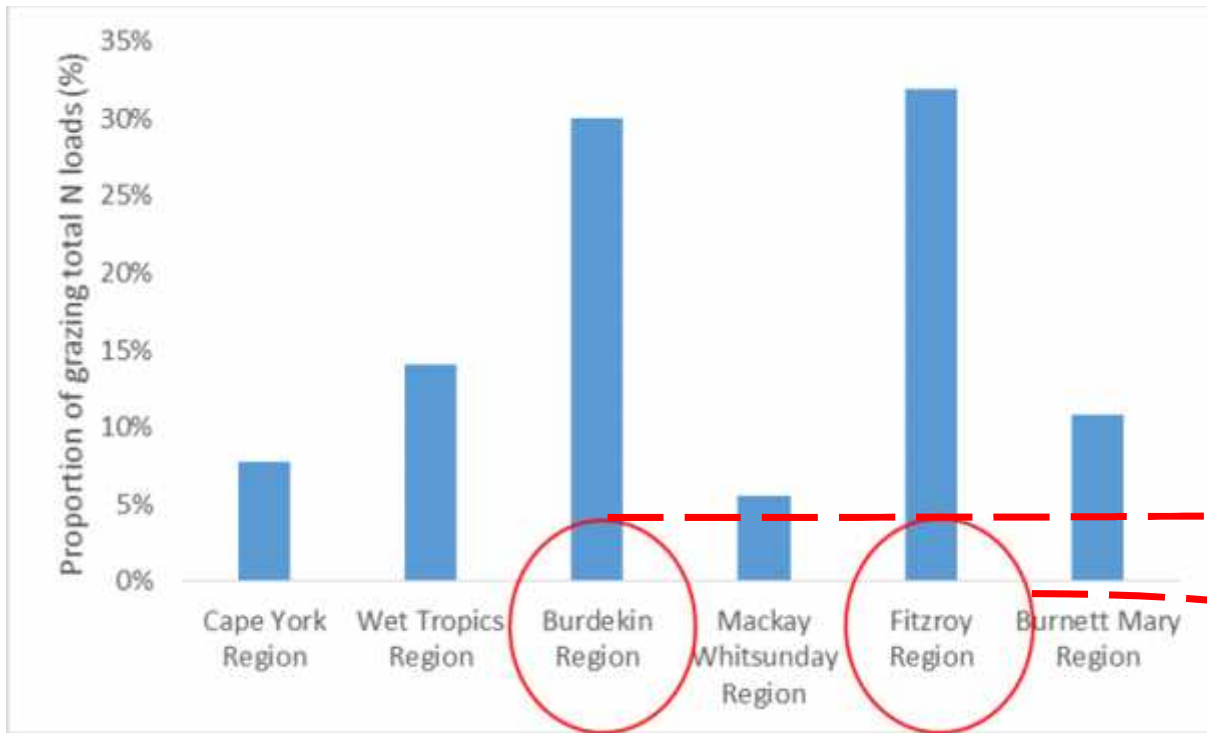 Proportion of grazing total N loads (%)
35%
30%
25%
20%
15%
10%
5%
0%
Cape York
Region
Wet Tropics
Region
Burdekin
Region
Mackay
Whitsunday
Region
Fitzroy
Region
Burnett Mary
Region